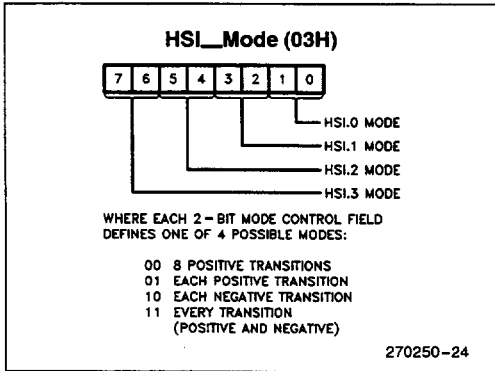 HSI__Mode (03H)
7 6 5 4 3 2 1 0
HSI.0 MODE
HSI.1 MODE
HSI.2 MODE
HSI.3 MODE
WHERE EACH 2-BIT MODE CONTROL FIELD
DEFINES ONE OF 4 POSSIBLE MODES:
00 8 POSITIVE TRANSITIONS
01 EACH POSITIVE TRANSITION
10 EACH NEGATIVE TRANSITION
11 EVERY TRANSITION
(POSITIVE AND NEGATIVE)
270250-24